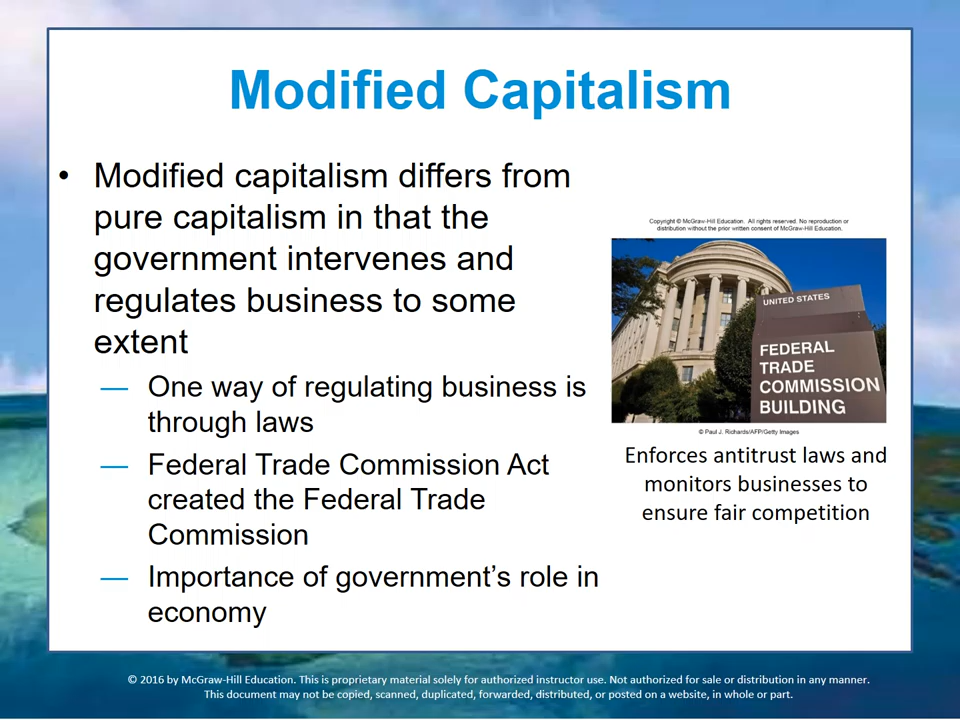 Modified Capitalism
• Modified capitalism differs from
pure capitalism in that the
government intervenes and
regulates business to some
extent
— One way of regulating business is
through laws
— Federal Trade Commission Act
created the Federal Trade
Commission
— Importance of government’s role in
economy
Copyright © McGraw-Hill Education. All rights reserved. No reproduction or
distribution without the prior written consent of McGraw-Hill Education.
UNITED STATES
FEDERAL
TRADE
COMMISSION
BUILDING
© Paul J. Richards/AFP/Getty Images
Enforces antitrust laws and
monitors businesses to
ensure fair competition
© 2016 by McGraw-Hill Education. This is proprietary material solely for authorized instructor use. Not authorized for sale or distribution in any manner.
This document may not be copied, scanned, duplicated, forwarded, distributed, or posted on a website, in whole or part.